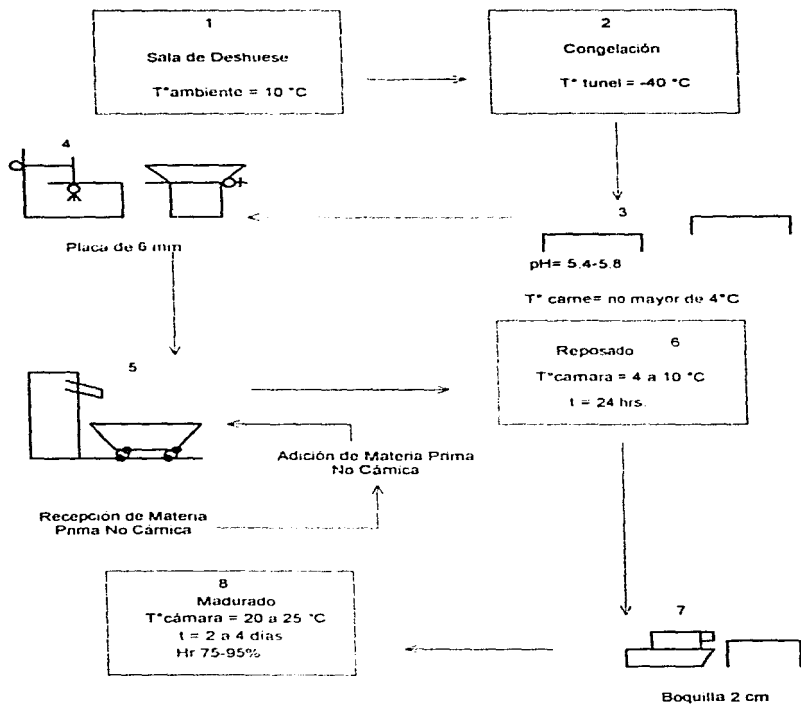 1
Sala de Deshuese
T°ambiente = 10 °C
2
Congelación
T° tunel = -40 °C
3
pH= 5.4-5.8
T° carne= no mayor de 4°C
4
Placa de 6 mm
5
Adición de Materia Prima
No Cárnica
Recepción de Materia
Prima No Cárnica
6
Reposado
T°camara = 4 a 10 °C
t = 24 hrs.
7
Boquilla 2 cm
8
Madurado
T°cámara = 20 a 25 °C
t = 2 a 4 días
Hr 75-95%